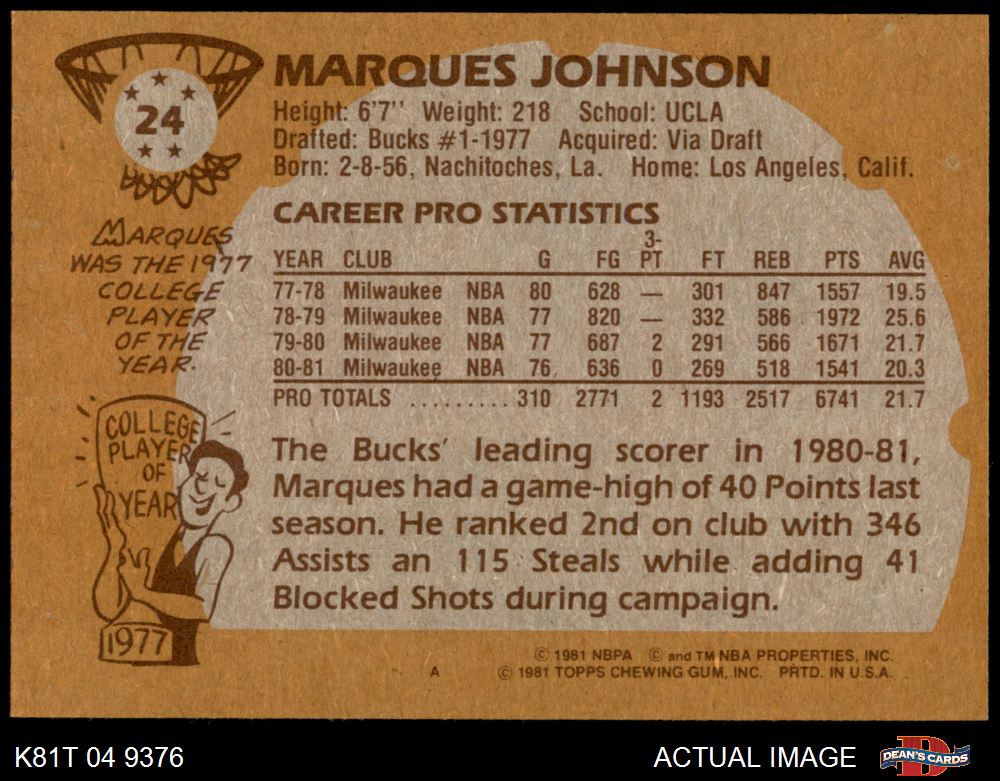 24
MARQUES JOHNSON
Height: 6'7'' Weight: 218 School: UCLA
Drafted: Bucks #1-1977 Acquired: Via Draft
Born: 2-8-56, Nachitoches, La. Home: Los Angeles, Calif.
MARQUES
WAS THE 1977
COLLEGE
PLAYER
OF THE
YEAR.
COLLEGE
PLAYER
OF
YEAR
1977
CAREER PRO STATISTICS
YEAR CLUB G FG 3-PT FT REB PTS AVG
77-78 Milwaukee NBA 80 628 — 301 847 1557 19.5
78-79 Milwaukee NBA 77 820 — 332 586 1972 25.6
79-80 Milwaukee NBA 77 687 2 291 566 1671 21.7
80-81 Milwaukee NBA 76 636 0 269 518 1541 20.3
PRO TOTALS .......... 310 2771 2 1193 2517 6741 21.7
The Bucks' leading scorer in 1980-81,
Marques had a game-high of 40 Points last
season. He ranked 2nd on club with 346
Assists an 115 Steals while adding 41
Blocked Shots during campaign.
© 1981 NBPA © and TM NBA PROPERTIES, INC.
A © 1981 TOPPS CHEWING GUM, INC. PRTD. IN U.S.A.
K81T 04 9376 ACTUAL IMAGE DEAN'S CARDS